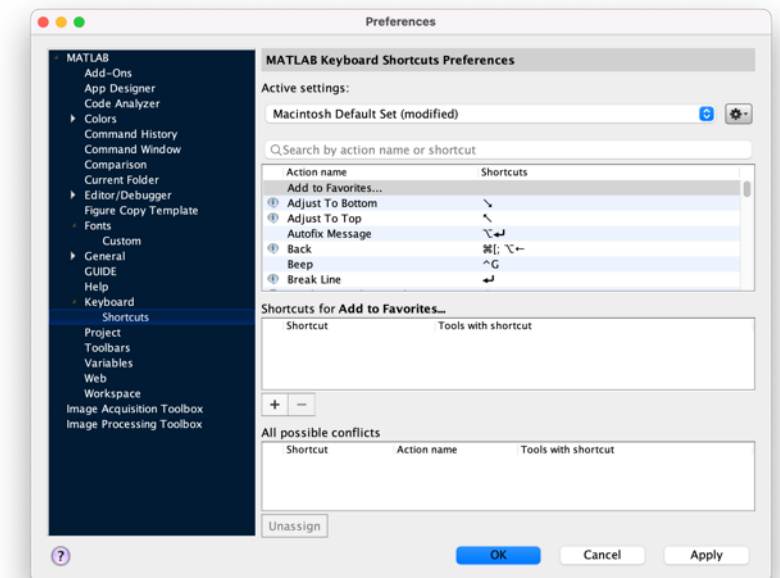 Preferences
MATLAB
Add-Ons
App Designer
Code Analyzer
Colors
Command History
Command Window
Comparison
Current Folder
Editor/Debugger
Figure Copy Template
Fonts
Custom
General
GUIDE
Help
Keyboard
Shortcuts
Project
Toolbars
Variables
Web
Workspace
Image Acquisition Toolbox
Image Processing Toolbox
MATLAB Keyboard Shortcuts Preferences
Active settings:
Macintosh Default Set (modified)
Search by action name or shortcut
Action name Shortcuts
Add to Favorites...
Adjust To Bottom ↘
Adjust To Top ↖
Autofix Message ⌥↵
Back ⌘[; ⌥←
Beep ^G
Break Line ↵
Shortcuts for Add to Favorites...
Shortcut Tools with shortcut
+ −
All possible conflicts
Shortcut Action name Tools with shortcut
Unassign
? OK Cancel Apply